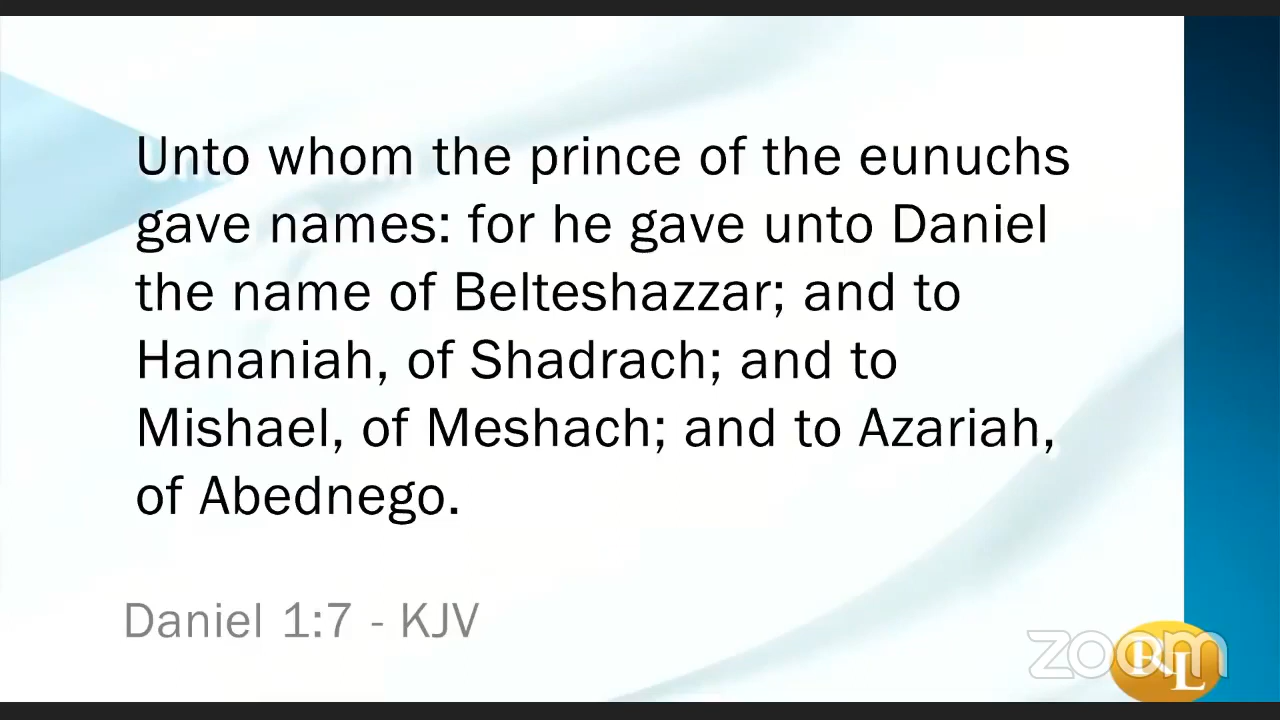 Unto whom the prince of the eunuchs
gave names: for he gave unto Daniel
the name of Belteshazzar; and to
Hananiah, of Shadrach; and to
Mishael, of Meshach; and to Azariah,
of Abednego.
Daniel 1:7 - KJV
zoom
RL